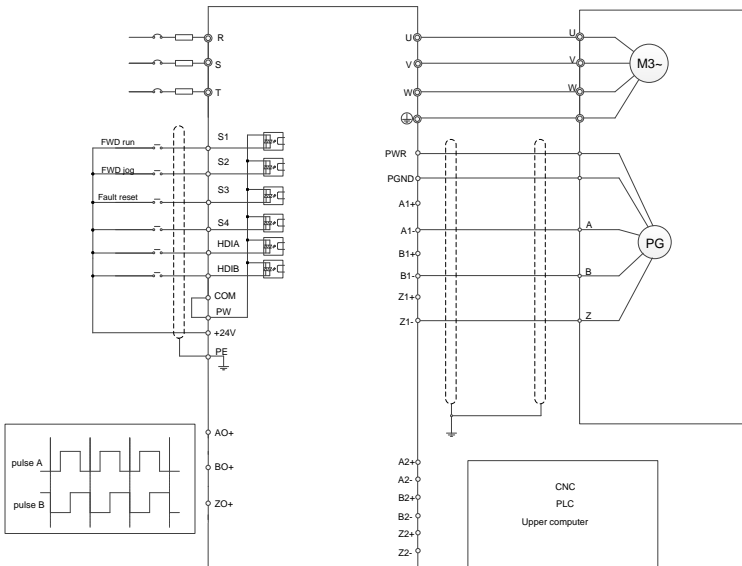 R
S
T
S1
FWD run
S2
FWD jog
S3
Fault reset
S4
HDIA
HDIB
COM
PW
+24V
PE
AO+
BO+
ZO+
pulse A
pulse B
U
V
W
PWR
PGND
A1+
A1-
B1+
B1-
Z1+
Z1-
A2+
A2-
B2+
B2-
Z2+
Z2-
U
V
W
M3~
A
B
Z
PG
CNC
PLC
Upper computer